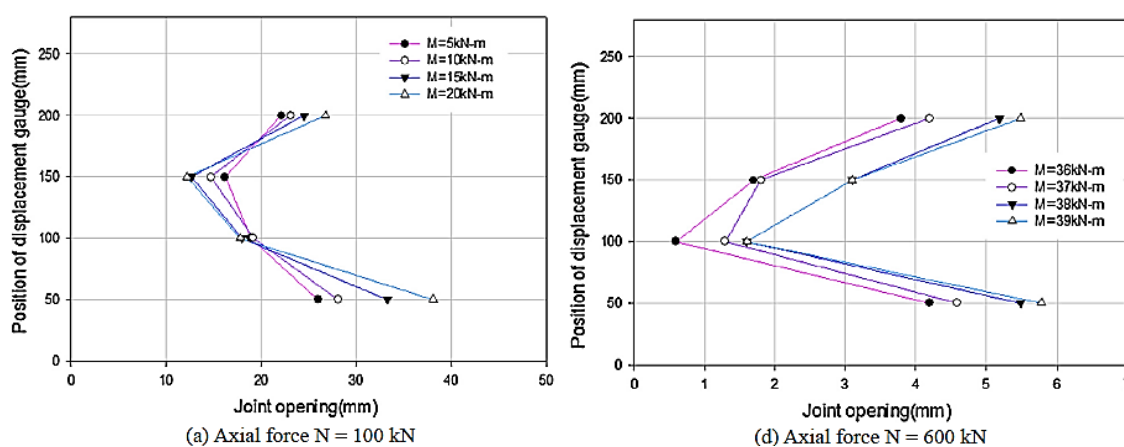 Position of displacement gauge(mm)
250
200
150
100
50
0
M=5kN-m
M=10kN-m
M=15kN-m
M=20kN-m
0 10 20 30 40 50
Joint opening(mm)
(a) Axial force N = 100 kN
Position of displacement gauge(mm)
250
200
150
100
50
0
M=36kN-m
M=37kN-m
M=38kN-m
M=39kN-m
0 1 2 3 4 5 6 7
Joint opening(mm)
(d) Axial force N = 600 kN